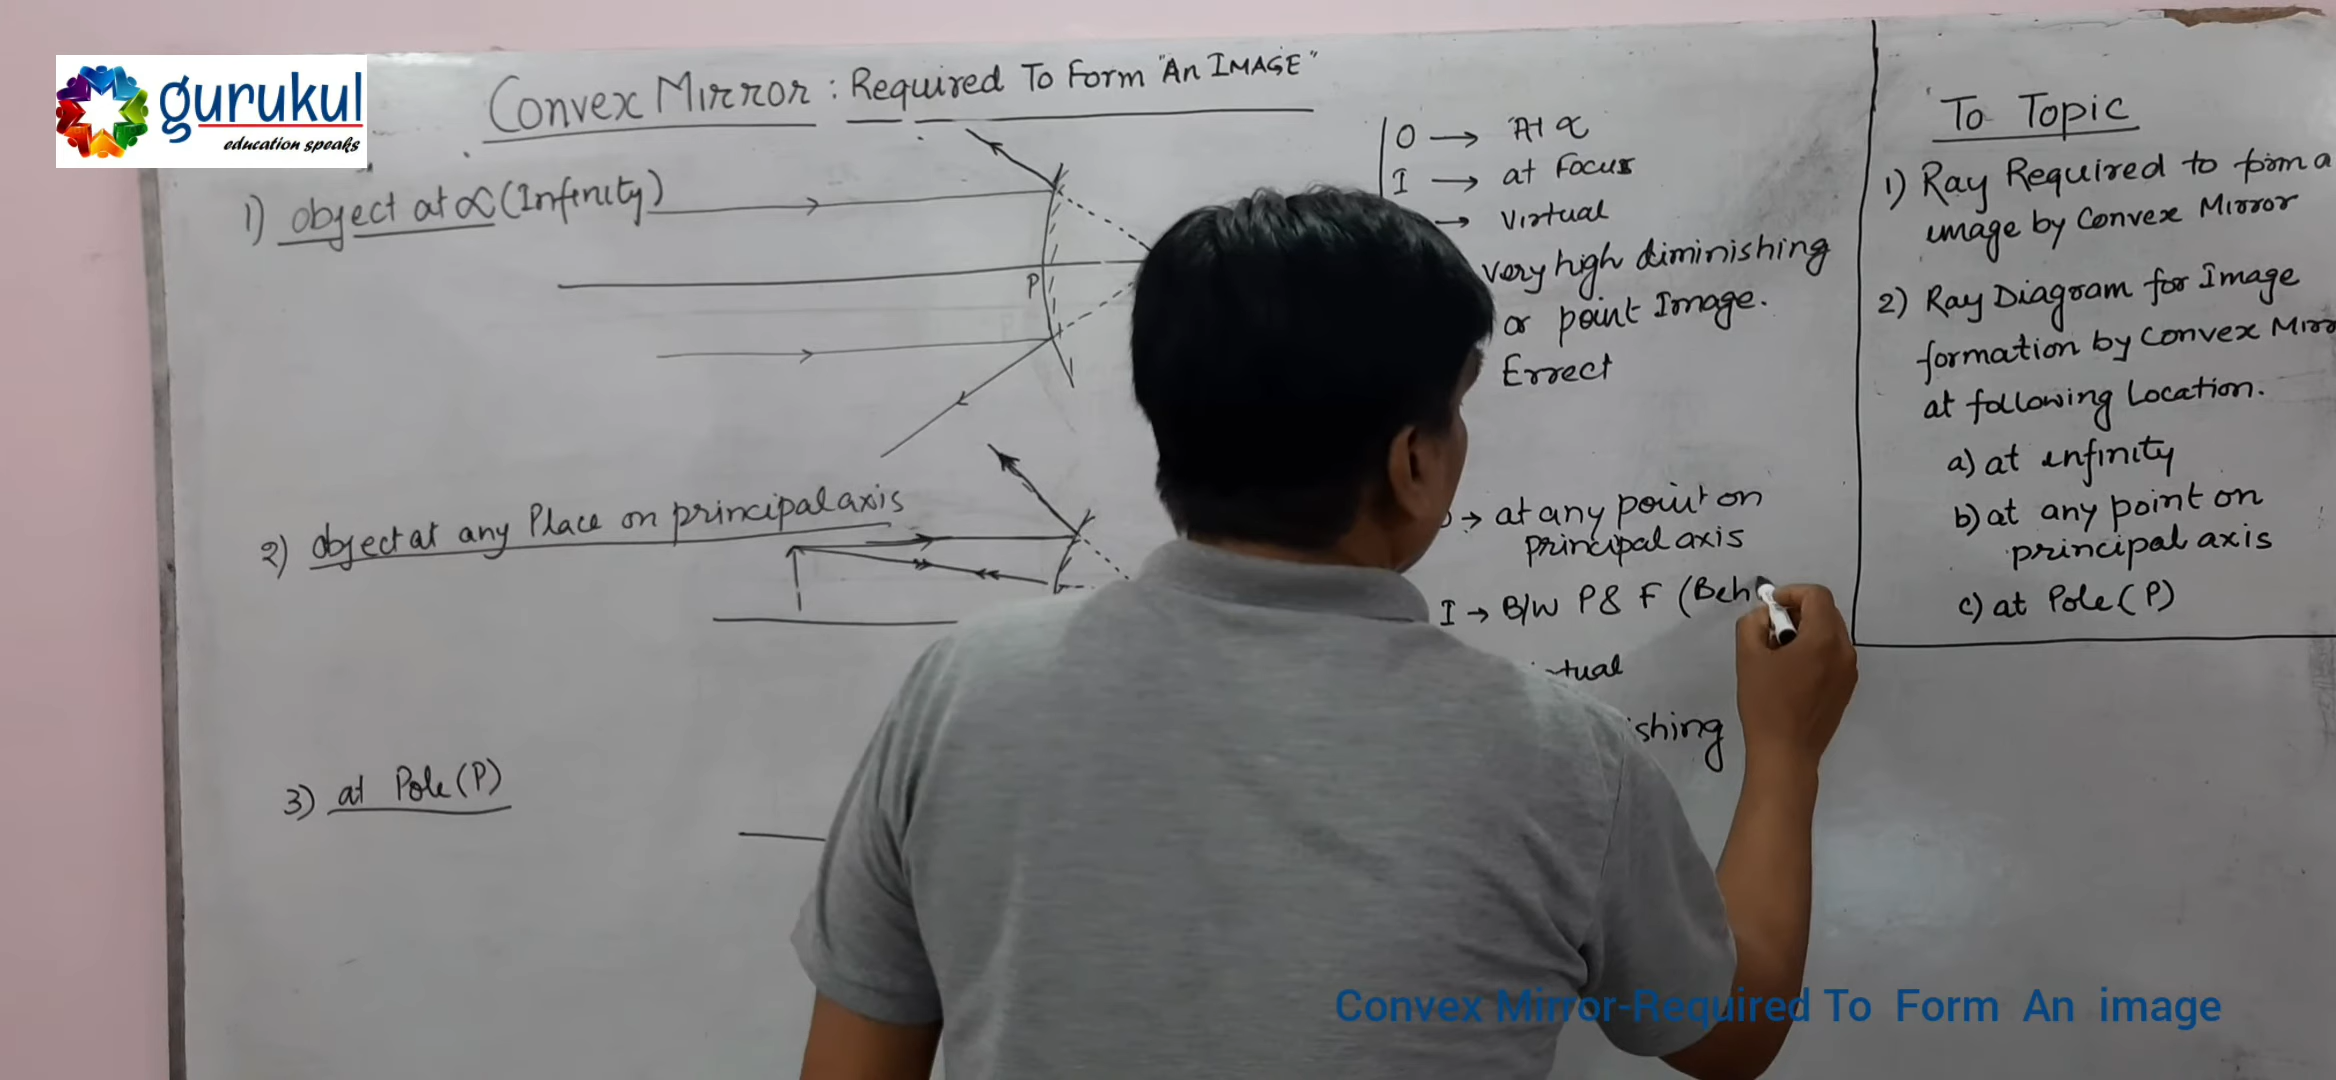 gurukul
education speaks
Convex Mirror : Required To Form "An IMAGE"
1) object at ∝ (Infinity)
P
2) object at any Place on principal axis
3) at Pole (P)
O → At ∝
I → at Focus
→ Virtual
very high diminishing
or point Image.
Errect
→ at any point on
principal axis
I → B/W P & F (Beh
tual
shing
To Topic
1) Ray Required to form a
image by Convex Mirror
2) Ray Diagram for Image
formation by Convex Mirr
at following Location.
a) at infinity
b) at any point on
principal axis
c) at Pole (P)
Convex Mirror-Required To Form An image